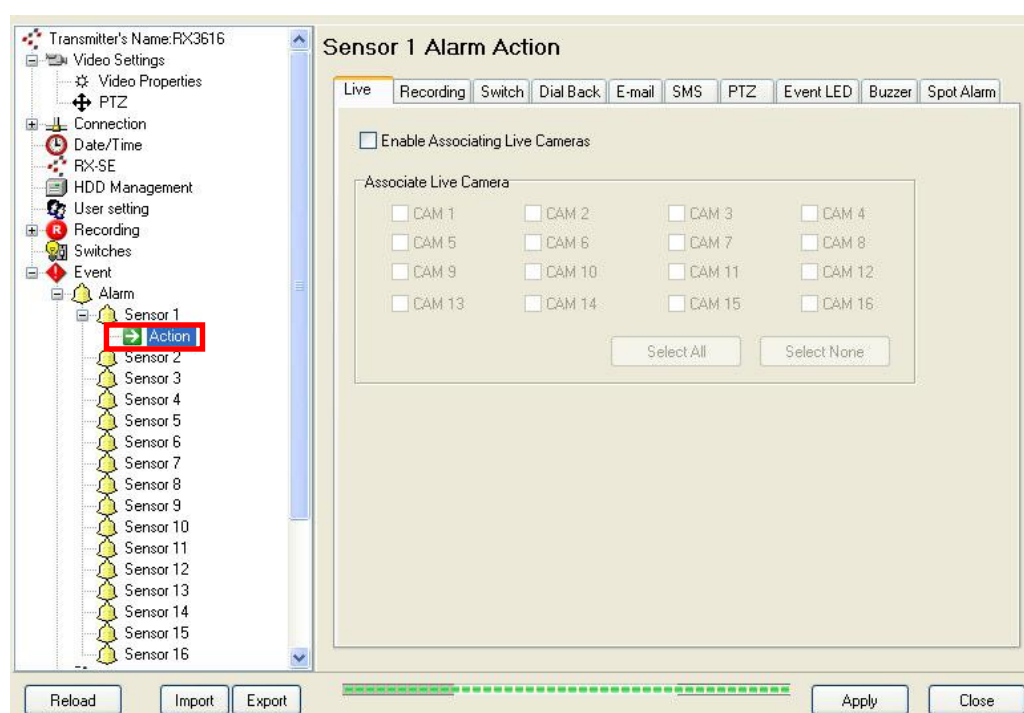 Transmitter's Name:RX3616
Video Settings
Video Properties
PTZ
Connection
Date/Time
RX-SE
HDD Management
User setting
Recording
Switches
Event
Alarm
Sensor 1
Action
Sensor 2
Sensor 3
Sensor 4
Sensor 5
Sensor 6
Sensor 7
Sensor 8
Sensor 9
Sensor 10
Sensor 11
Sensor 12
Sensor 13
Sensor 14
Sensor 15
Sensor 16
Sensor 1 Alarm Action
Live Recording Switch Dial Back E-mail SMS PTZ Event LED Buzzer Spot Alarm
Enable Associating Live Cameras
Associate Live Camera
CAM 1 CAM 2 CAM 3 CAM 4
CAM 5 CAM 6 CAM 7 CAM 8
CAM 9 CAM 10 CAM 11 CAM 12
CAM 13 CAM 14 CAM 15 CAM 16
Select All Select None
Reload Import Export Apply Close